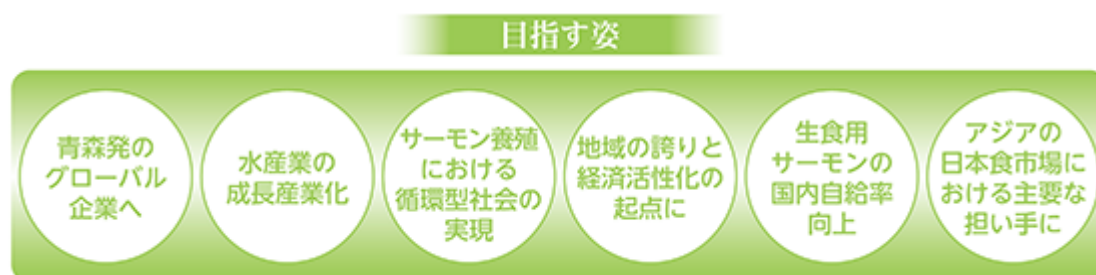 目指す姿
青森発の
グローバル
企業へ
水産業の
成長産業化
サーモン養殖
における
循環型社会の
実現
地域の誇りと
経済活性化の
起点に
生食用
サーモンの
国内自給率
向上
アジアの
日本食市場に
おける主要な
担い手に